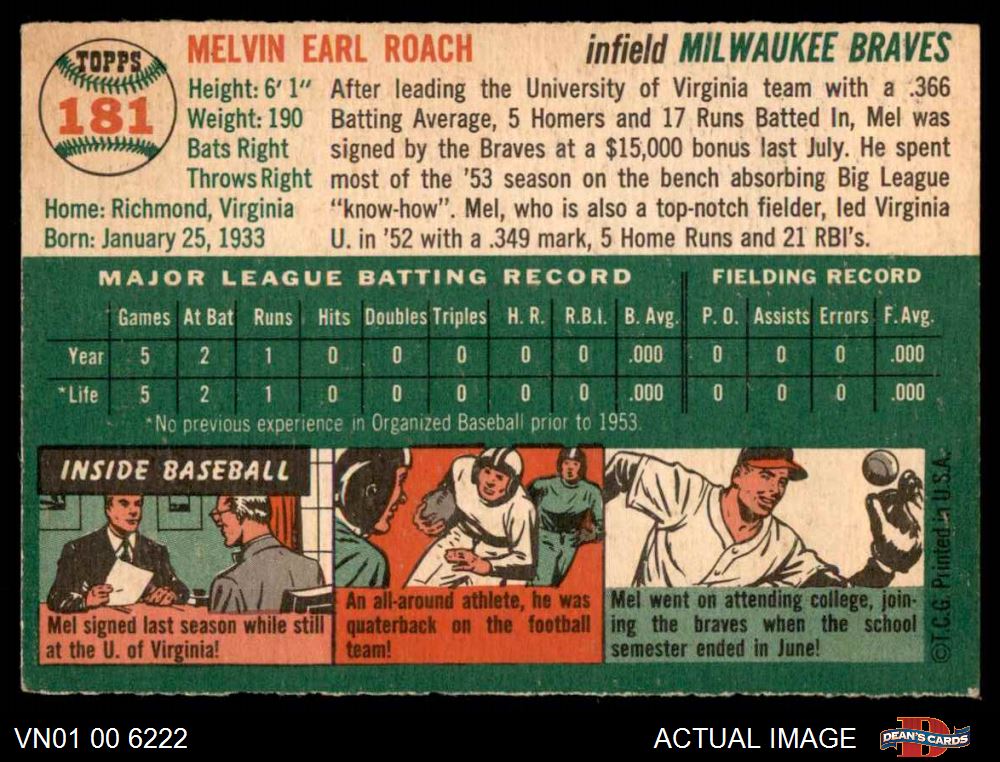 TOPPS
181
MELVIN EARL ROACH
infield MILWAUKEE BRAVES
Height: 6' 1"
Weight: 190
Bats Right
Throws Right
Home: Richmond, Virginia
Born: January 25, 1933
After leading the University of Virginia team with a .366
Batting Average, 5 Homers and 17 Runs Batted In, Mel was
signed by the Braves at a $15,000 bonus last July. He spent
most of the '53 season on the bench absorbing Big League
"know-how". Mel, who is also a top-notch fielder, led Virginia
U. in '52 with a .349 mark, 5 Home Runs and 21 RBI's.
MAJOR LEAGUE BATTING RECORD FIELDING RECORD
Games At Bat Runs Hits Doubles Triples H. R. R.B.I. B. Avg. P. O. Assists Errors F.Avg.
Year 5 2 1 0 0 0 0 0 .000 0 0 0 .000
*Life 5 2 1 0 0 0 0 0 .000 0 0 0 .000
*No previous experience in Organized Baseball prior to 1953.
INSIDE BASEBALL
Mel signed last season while still
at the U. of Virginia!
An all-around athlete, he was
quaterback on the football
team!
Mel went on attending college, join-
ing the braves when the school
semester ended in June!
©T.C.G. Printed in U.S.A.
VN01 00 6222
ACTUAL IMAGE
D
DEAN'S CARDS